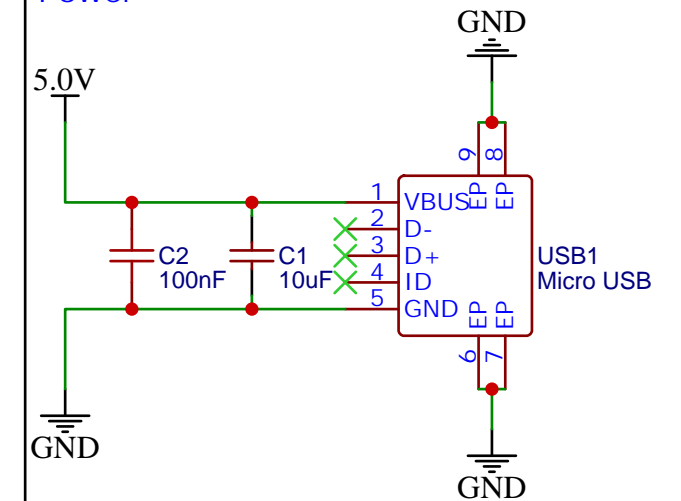 Power
GND
5.0V
9
8
EP
EP
1
VBUS
2
D-
3
D+
4
ID
5
GND
C2
100nF
C1
10uF
USB1
Micro USB
EP
EP
6
7
GND
GND